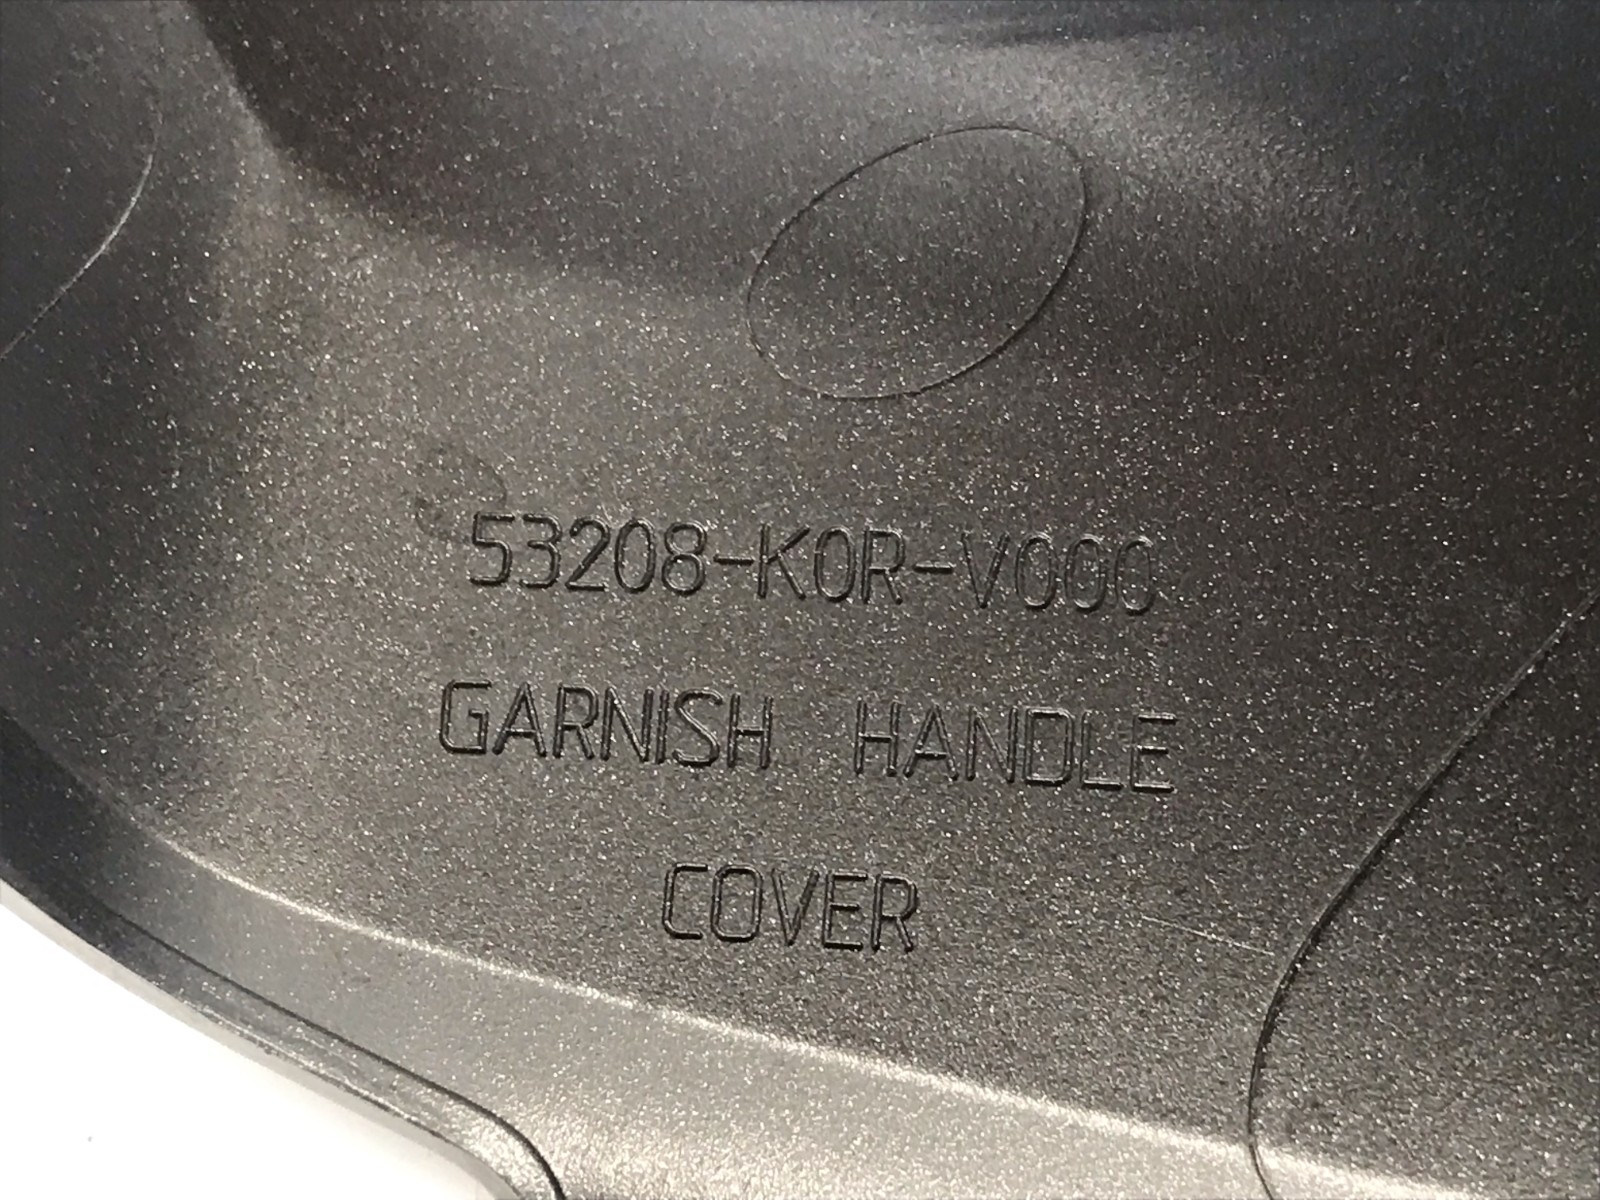 53208-K0R-V000
GARNISH HANDLE
COVER